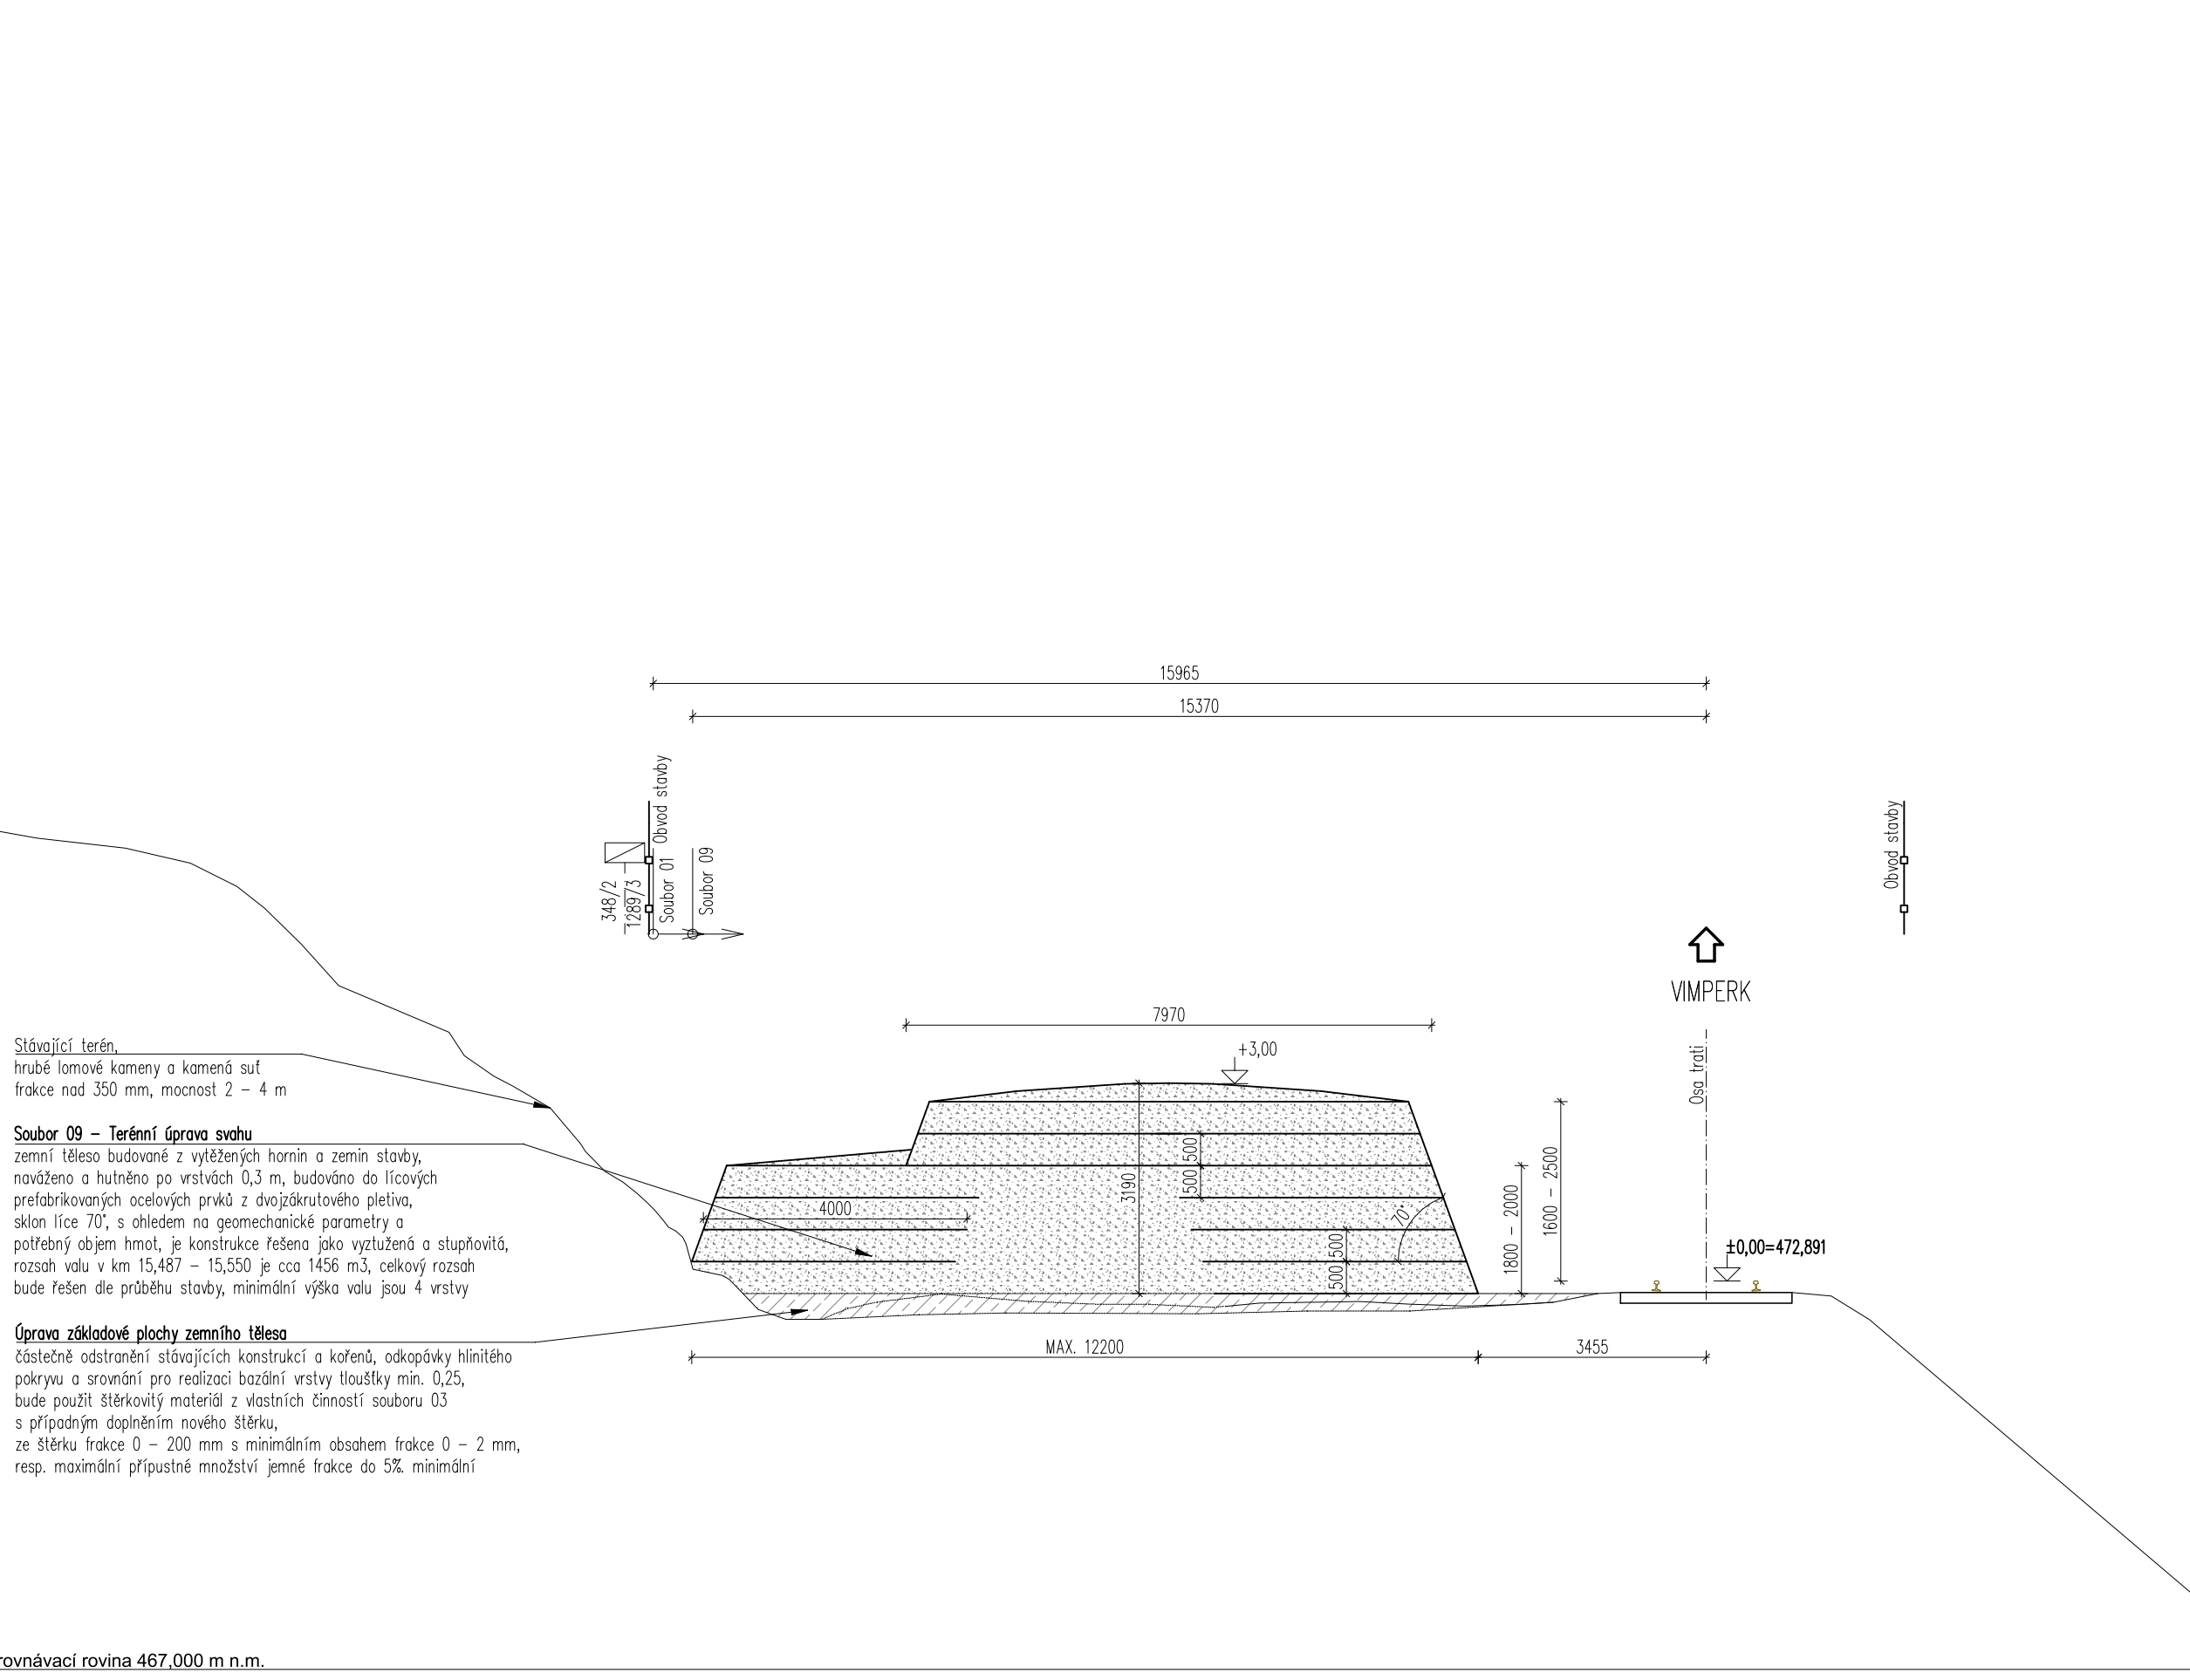 15965
15370
Obvod stavby
Soubor 01
Soubor 09
348/2
1289/3
Obvod stavby
VIMPERK
Osa trati
7970
+3,00
Stávající terén,
hrubé lomové kameny a kamená suť
frakce nad 350 mm, mocnost 2 – 4 m
Soubor 09 – Terénní úprava svahu
zemní těleso budované z vytěžených hornin a zemin stavby,
naváženo a hutněno po vrstvách 0,3 m, budováno do lícových
prefabrikovaných ocelových prvků z dvojzákrutového pletiva,
sklon líce 70°, s ohledem na geomechanické parametry a
potřebný objem hmot, je konstrukce řešena jako vyztužená a stupňovitá,
rozsah valu v km 15,487 – 15,550 je cca 1456 m3, celkový rozsah
bude řešen dle průběhu stavby, minimální výška valu jsou 4 vrstvy
Úprava základové plochy zemního tělesa
částečně odstranění stávajících konstrukcí a kořenů, odkopávky hlinitého
pokryvu a srovnání pro realizaci bazální vrstvy tloušťky min. 0,25,
bude použit štěrkovitý materiál z vlastních činností souboru 03
s případným doplněním nového štěrku,
ze štěrku frakce 0 – 200 mm s minimálním obsahem frakce 0 – 2 mm,
resp. maximální přípustné množství jemné frakce do 5%. minimální
4000
3190
500
500
500
500
70°
1800 – 2000
1600 – 2500
±0,00=472,891
MAX. 12200
3455
rovnávací rovina 467,000 m n.m.